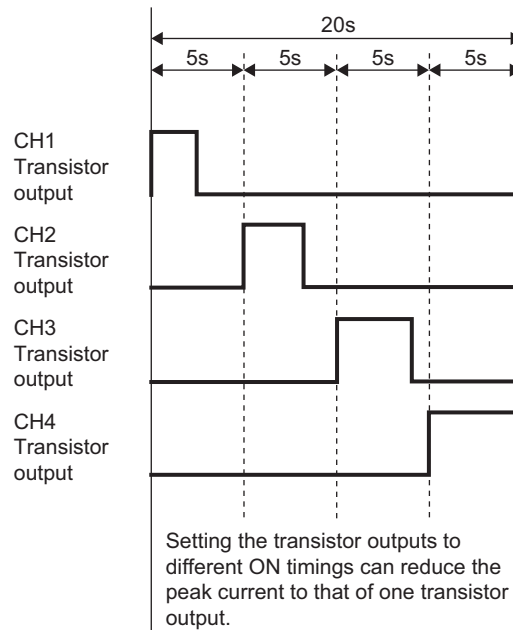 20s
5s 5s 5s 5s
CH1
Transistor
output
CH2
Transistor
output
CH3
Transistor
output
CH4
Transistor
output
Setting the transistor outputs to
different ON timings can reduce the
peak current to that of one transistor
output.